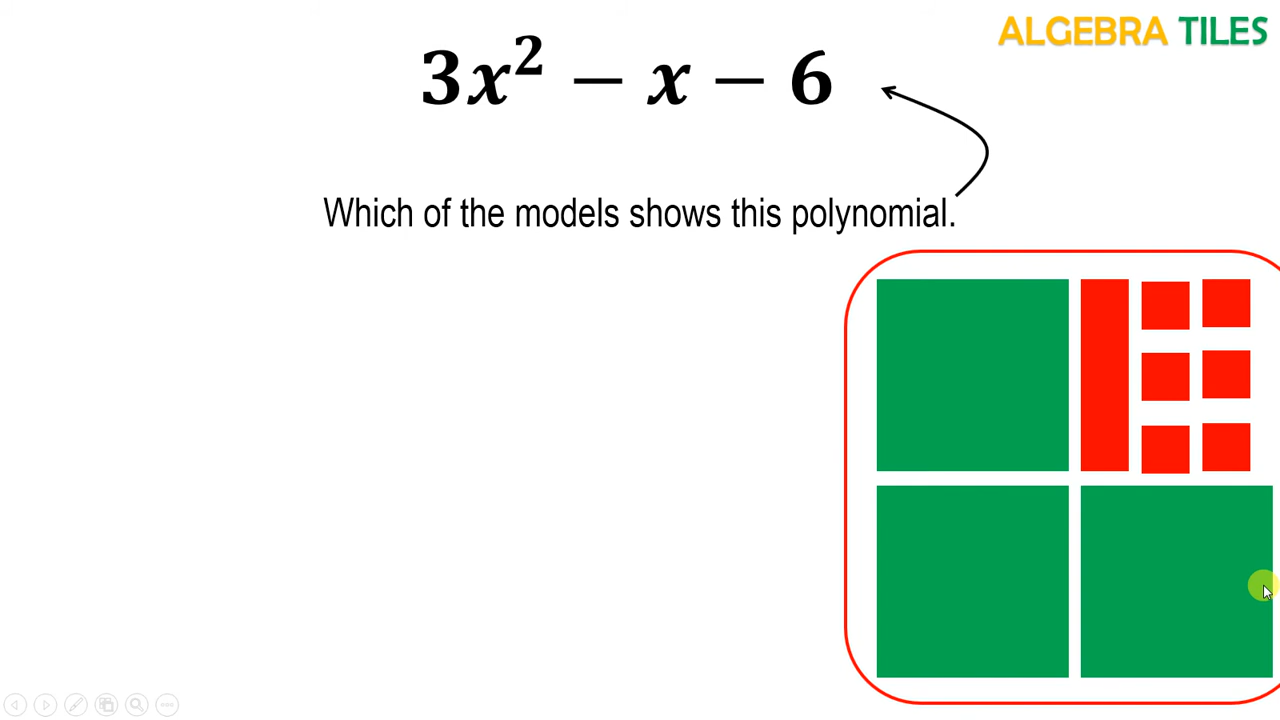 ALGEBRA TILES
3x² − x − 6
Which of the models shows this polynomial.